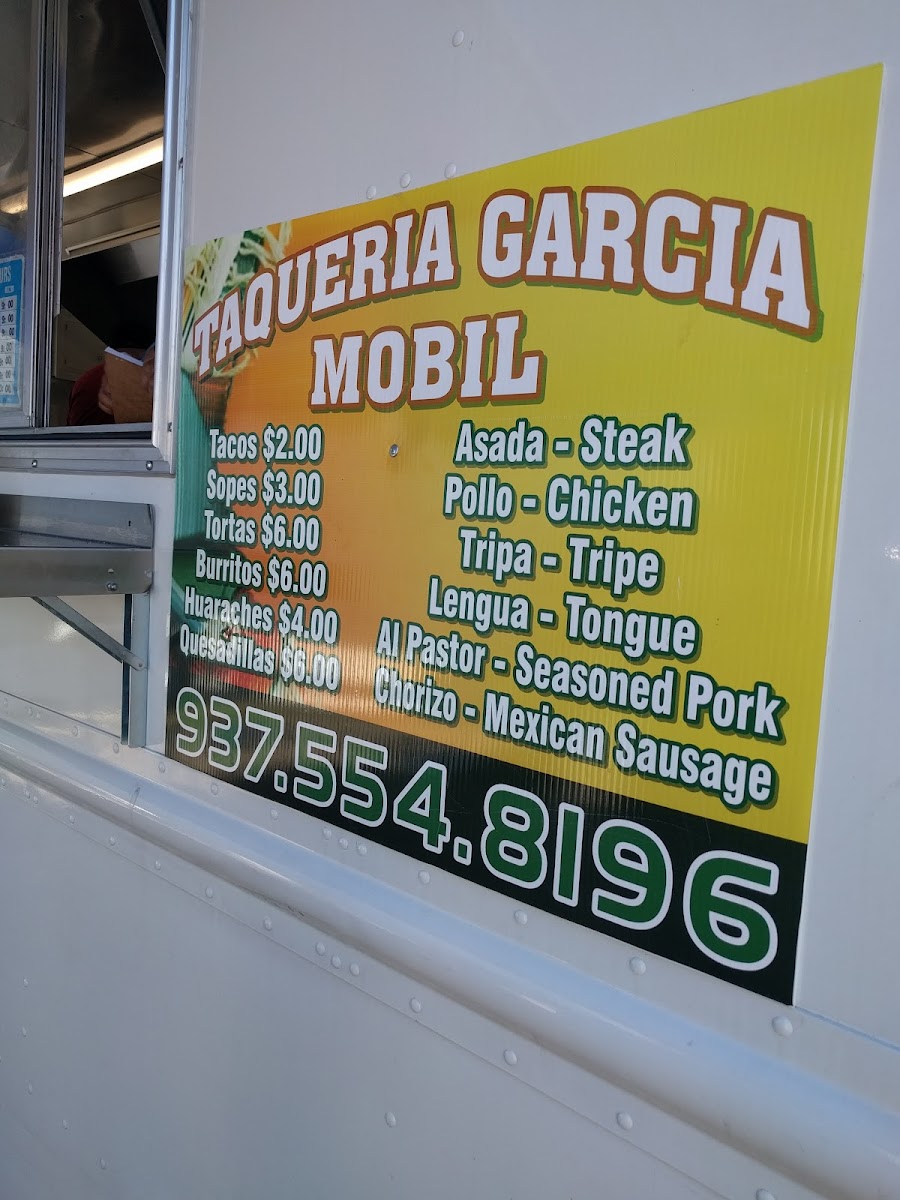 TAQUERIA GARCIA
MOBIL
Tacos $2.00
Sopes $3.00
Tortas $6.00
Burritos $6.00
Huaraches $4.00
Quesadillas $6.00
Asada - Steak
Pollo - Chicken
Tripa - Tripe
Lengua - Tongue
Al Pastor - Seasoned Pork
Chorizo - Mexican Sausage
937.554.8196